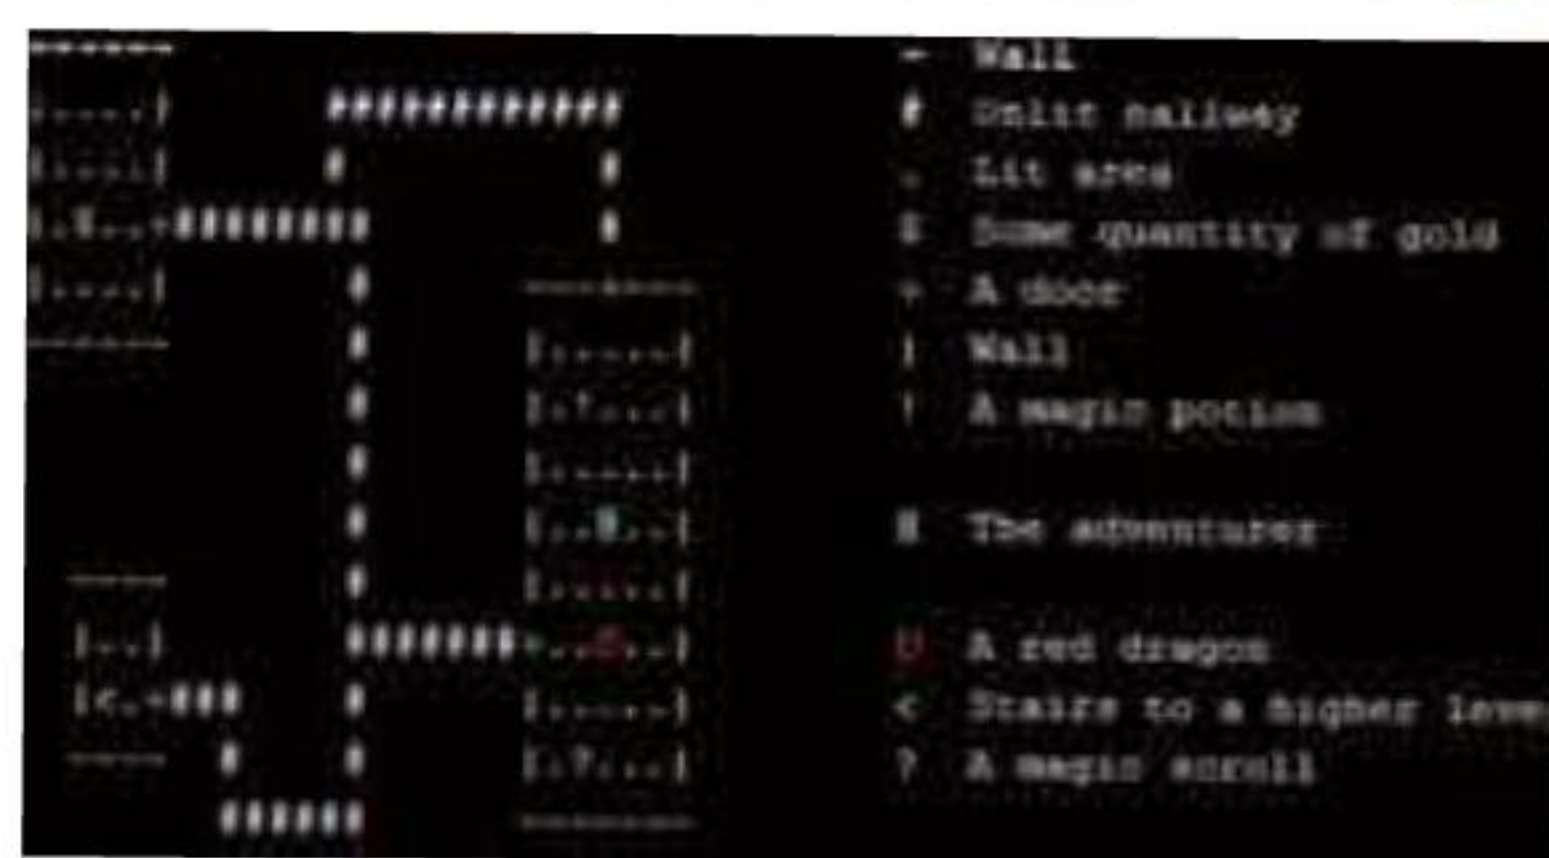 - Wall
# Unlit hallway
. Lit area
$ Some quantity of gold
+ A door
| Wall
! A magic potion
@ The adventurer
D A red dragon
< Stairs to a higher
? A magic scroll